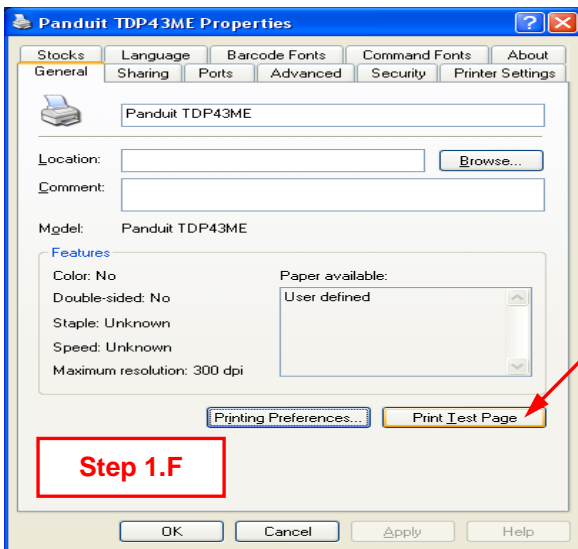 Panduit TDP43ME Properties
Stocks Language Barcode Fonts Command Fonts About
General Sharing Ports Advanced Security Printer Settings
Panduit TDP43ME
Location: Browse...
Comment:
Model: Panduit TDP43ME
Features
Color: No Paper available:
Double-sided: No User defined
Staple: Unknown
Speed: Unknown
Maximum resolution: 300 dpi
Printing Preferences... Print Test Page
Step 1.F
OK Cancel Apply Help